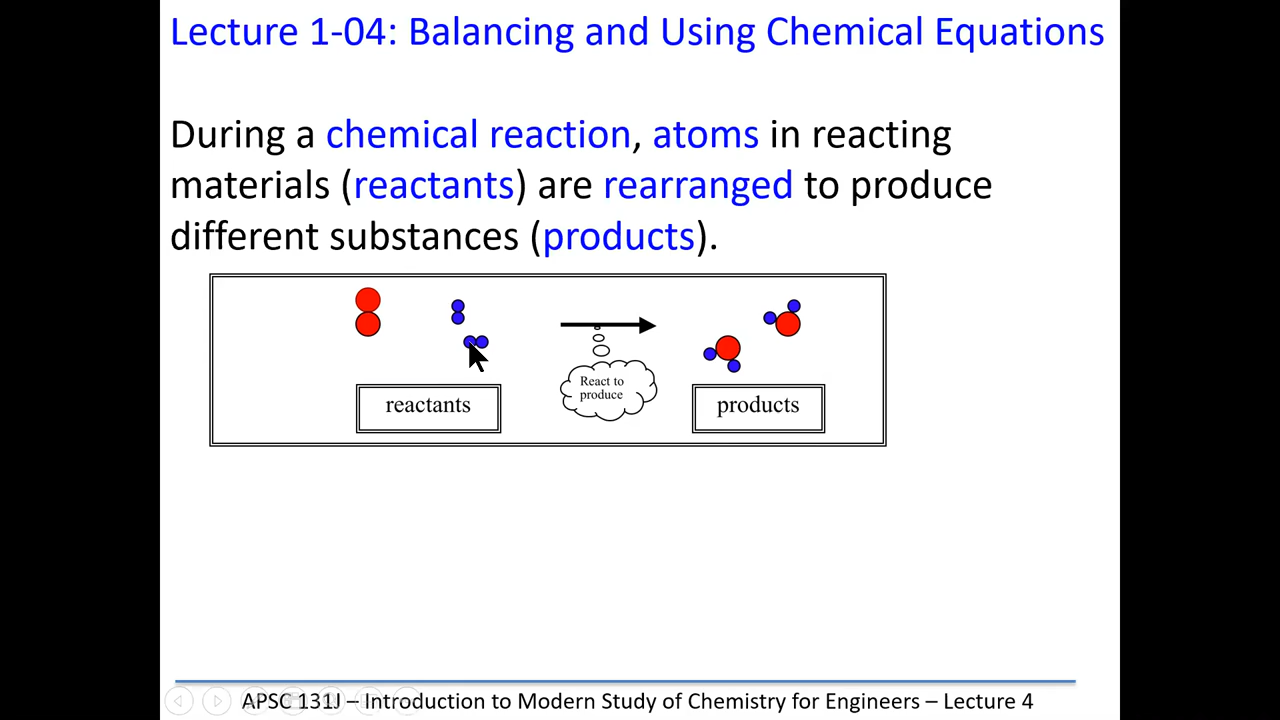 Lecture 1-04: Balancing and Using Chemical Equations
During a chemical reaction, atoms in reacting
materials (reactants) are rearranged to produce
different substances (products).
React to
produce
reactants
products
APSC 131J – Introduction to Modern Study of Chemistry for Engineers – Lecture 4